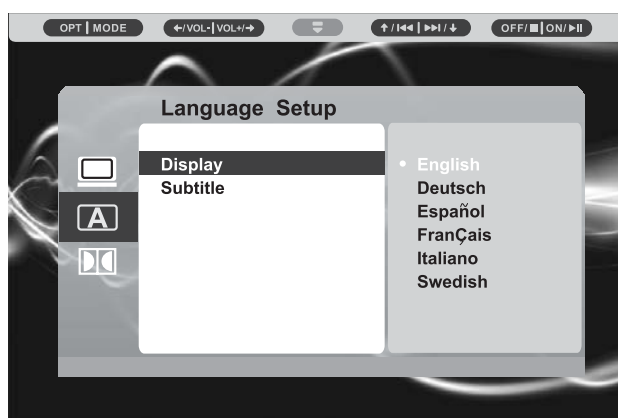 OPT | MODE
←/VOL- | VOL+/→
↑/I◀◀ | ▶▶I/↓
OFF/■ | ON/▶II
Language Setup
Display
Subtitle
A
• English
Deutsch
Español
FranÇais
Italiano
Swedish